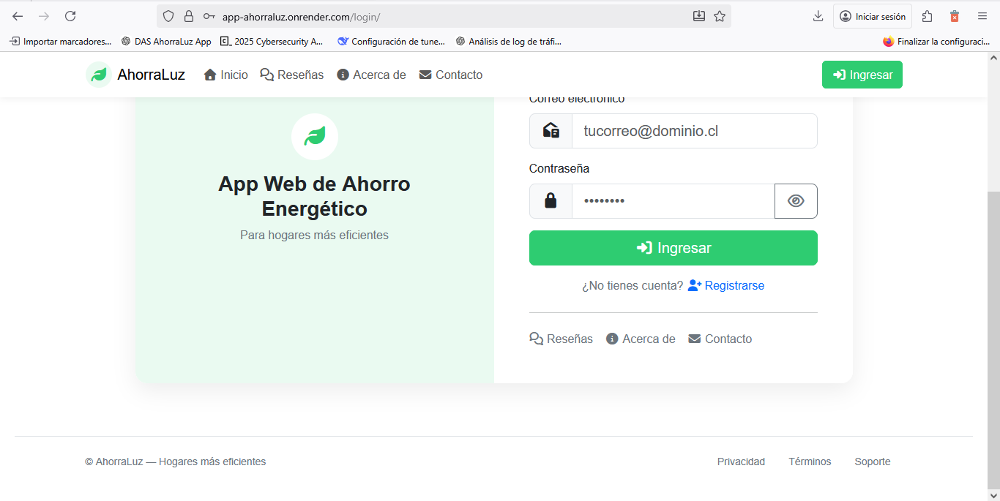 app-ahorraluz.onrender.com/login/
Iniciar sesión
Importar marcadores...
DAS AhorraLuz App
2025 Cybersecurity A...
Configuración de tune...
Análisis de log de tráfi...
Finalizar la configuraci...
AhorraLuz
Inicio
Reseñas
Acerca de
Contacto
Ingresar
App Web de Ahorro
Energético
Para hogares más eficientes
Correo electrónico
tucorreo@dominio.cl
Contraseña
••••••••
Ingresar
¿No tienes cuenta? Registrarse
Reseñas
Acerca de
Contacto
© AhorraLuz — Hogares más eficientes
Privacidad
Términos
Soporte